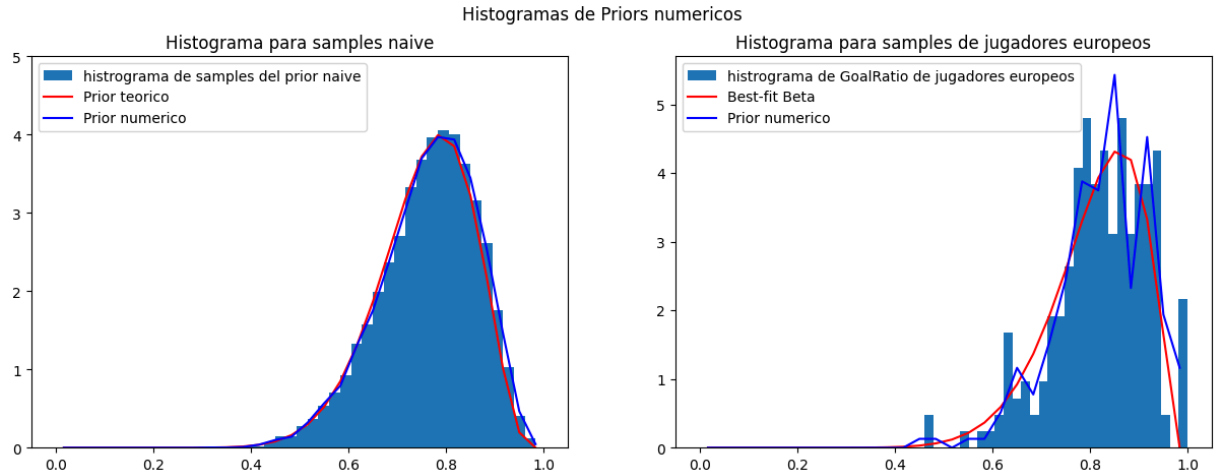 Histogramas de Priors numericos
Histograma para samples naive
histrograma de samples del prior naive
Prior teorico
Prior numerico
5
4
3
2
1
0
0.0 0.2 0.4 0.6 0.8 1.0
Histograma para samples de jugadores europeos
histrograma de GoalRatio de jugadores europeos
Best-fit Beta
Prior numerico
5
4
3
2
1
0
0.0 0.2 0.4 0.6 0.8 1.0